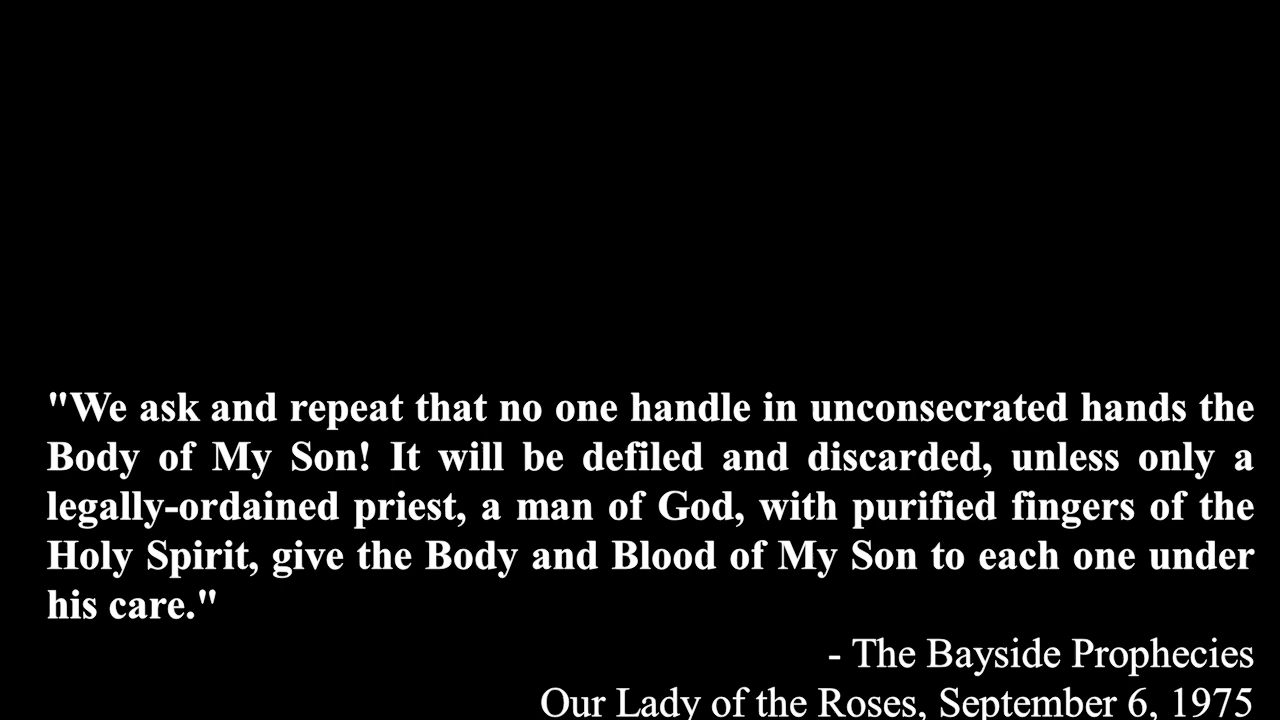 "We ask and repeat that no one handle in unconsecrated hands the
Body of My Son! It will be defiled and discarded, unless only a
legally-ordained priest, a man of God, with purified fingers of the
Holy Spirit, give the Body and Blood of My Son to each one under
his care."
- The Bayside Prophecies
Our Lady of the Roses, September 6, 1975